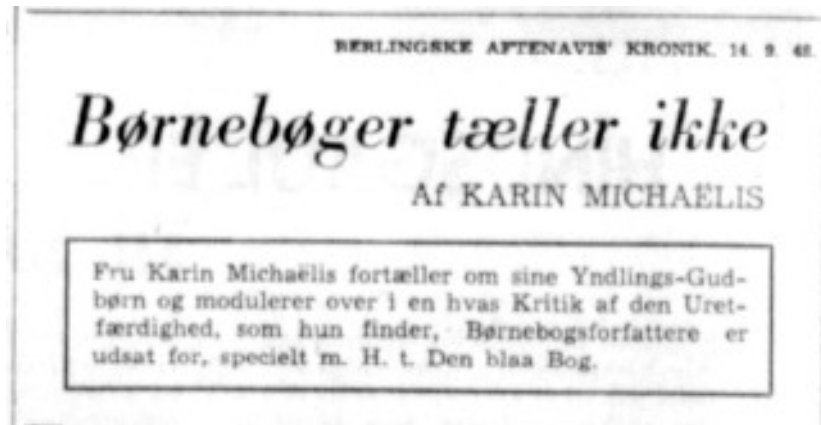 BERLINGSKE AFTENAVIS' KRONIK. 14. 9. 48.
Børnebøger tæller ikke
Af KARIN MICHAËLIS
Fru Karin Michaëlis fortæller om sine Yndlings-Gud-
børn og modulerer over i en hvas Kritik af den Uret-
færdighed, som hun finder, Børnebogsforfattere er
udsat for, specielt m. H. t. Den blaa Bog.